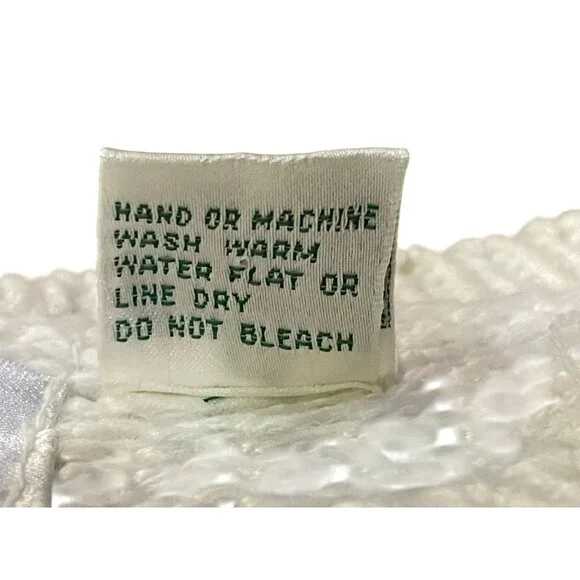 HAND OR MACHINE
WASH WARM
WATER FLAT OR
LINE DRY
DO NOT BLEACH